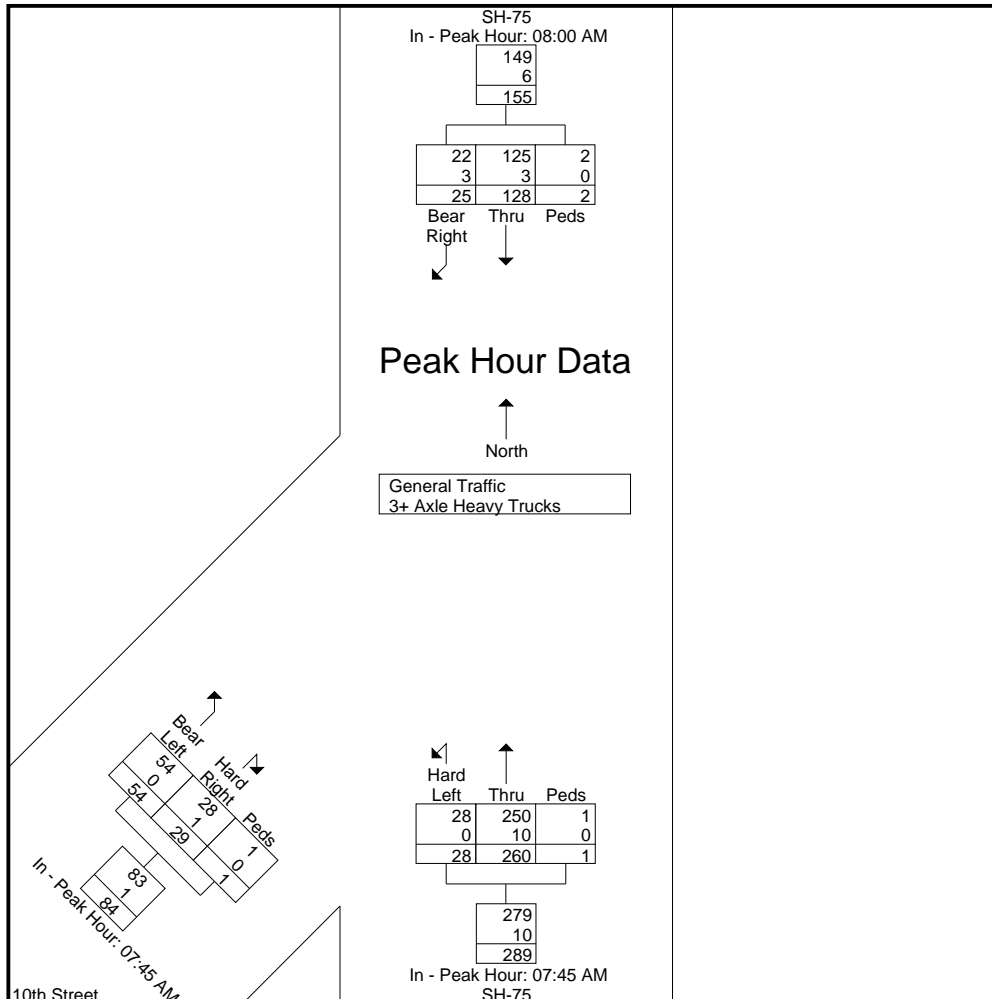 SH-75
In - Peak Hour: 08:00 AM
149
6
155
22 125 2
3 3 0
25 128 2
Bear Right Thru Peds
Peak Hour Data
North
General Traffic
3+ Axle Heavy Trucks
Bear Left Hard Right Peds
54 28 1
0 1 0
54 29 1
83
1
84
In - Peak Hour: 07:45 AM
10th Street
Hard Left Thru Peds
28 250 1
0 10 0
28 260 1
279
10
289
In - Peak Hour: 07:45 AM
SH-75